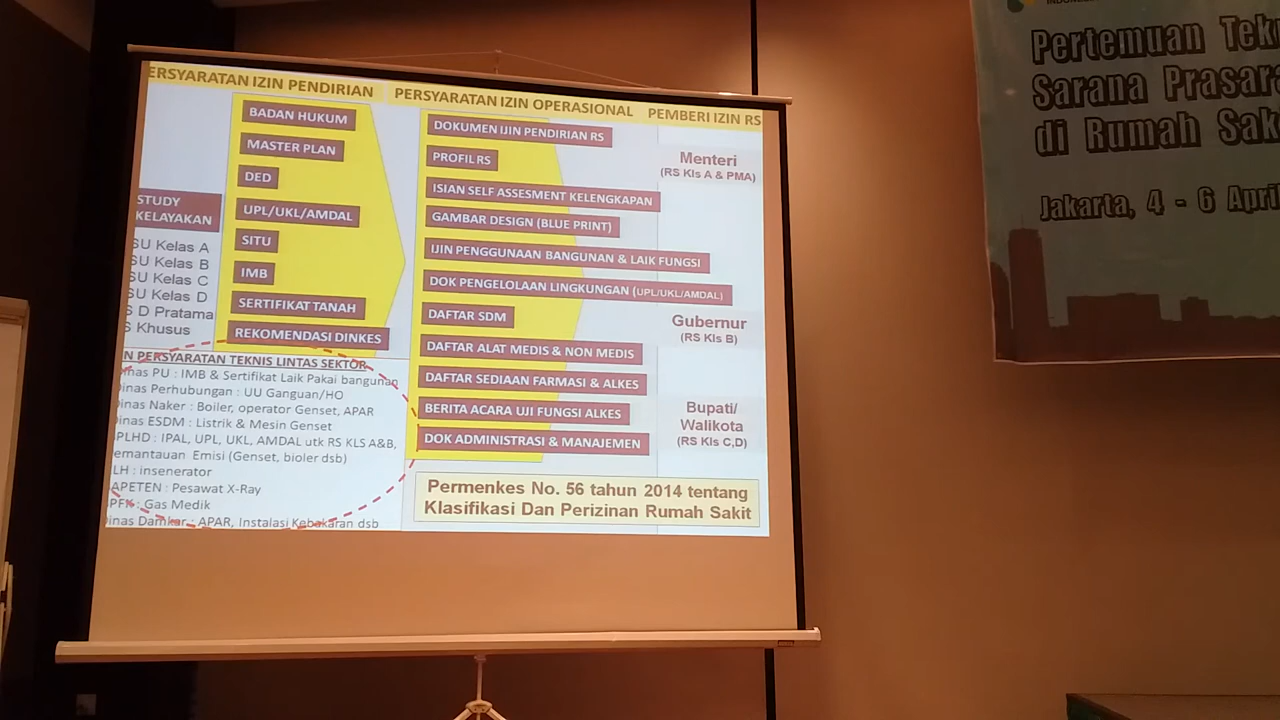 ERSYARATAN IZIN PENDIRIAN
BADAN HUKUM
MASTER PLAN
DED
UPL/UKL/AMDAL
SITU
IMB
SERTIFIKAT TANAH
REKOMENDASI DINKES
STUDY
KELAYAKAN
SU Kelas A
SU Kelas B
SU Kelas C
SU Kelas D
S D Pratama
S Khusus
N PERSYARATAN TEKNIS LINTAS SEKTOR
inas PU : IMB & Sertifikat Laik Pakai bangunan
inas Perhubungan : UU Ganguan/HO
inas Naker : Boiler, operator Genset, APAR
inas ESDM : Listrik & Mesin Genset
PLHD : IPAL, UPL, UKL, AMDAL utk RS KLS A&B,
emantauan Emisi (Genset, bioler dsb)
LH : insenerator
APETEN : Pesawat X-Ray
PFK : Gas Medik
inas Damkar : APAR, Instalasi Kebakaran dsb
PERSYARATAN IZIN OPERASIONAL
DOKUMEN IJIN PENDIRIAN RS
PROFIL RS
ISIAN SELF ASSESMENT KELENGKAPAN
GAMBAR DESIGN (BLUE PRINT)
IJIN PENGGUNAAN BANGUNAN & LAIK FUNGSI
DOK PENGELOLAAN LINGKUNGAN (UPL/UKL/AMDAL)
DAFTAR SDM
DAFTAR ALAT MEDIS & NON MEDIS
DAFTAR SEDIAAN FARMASI & ALKES
BERITA ACARA UJI FUNGSI ALKES
DOK ADMINISTRASI & MANAJEMEN
PEMBERI IZIN RS
Menteri
(RS Kls A & PMA)
Gubernur
(RS Kls B)
Bupati/
Walikota
(RS Kls C,D)
Permenkes No. 56 tahun 2014 tentang
Klasifikasi Dan Perizinan Rumah Sakit
Pertemuan Tek
Sarana Prasar
di Rumah Sak
Jakarta, 4 - 6 Apri